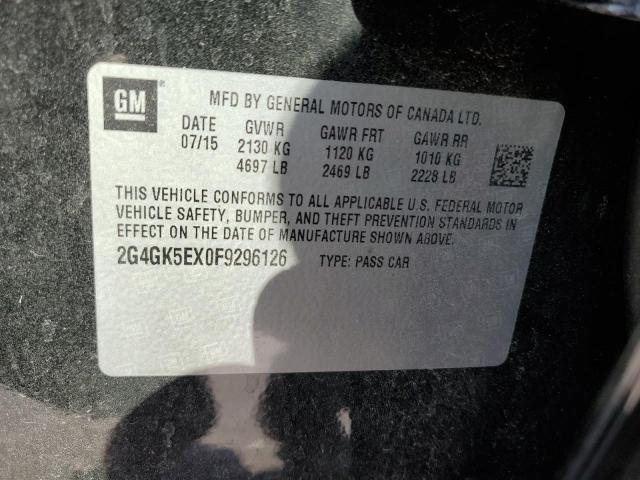 GM
MFD BY GENERAL MOTORS OF CANADA LTD.
DATE GVWR GAWR FRT GAWR RR
07/15 2130 KG 1120 KG 1010 KG
4697 LB 2469 LB 2228 LB
THIS VEHICLE CONFORMS TO ALL APPLICABLE U.S. FEDERAL MOTOR
VEHICLE SAFETY, BUMPER, AND THEFT PREVENTION STANDARDS
IN EFFECT ON THE DATE OF MANUFACTURE SHOWN ABOVE.
2G4GK5EX0F9296126 TYPE: PASS CAR